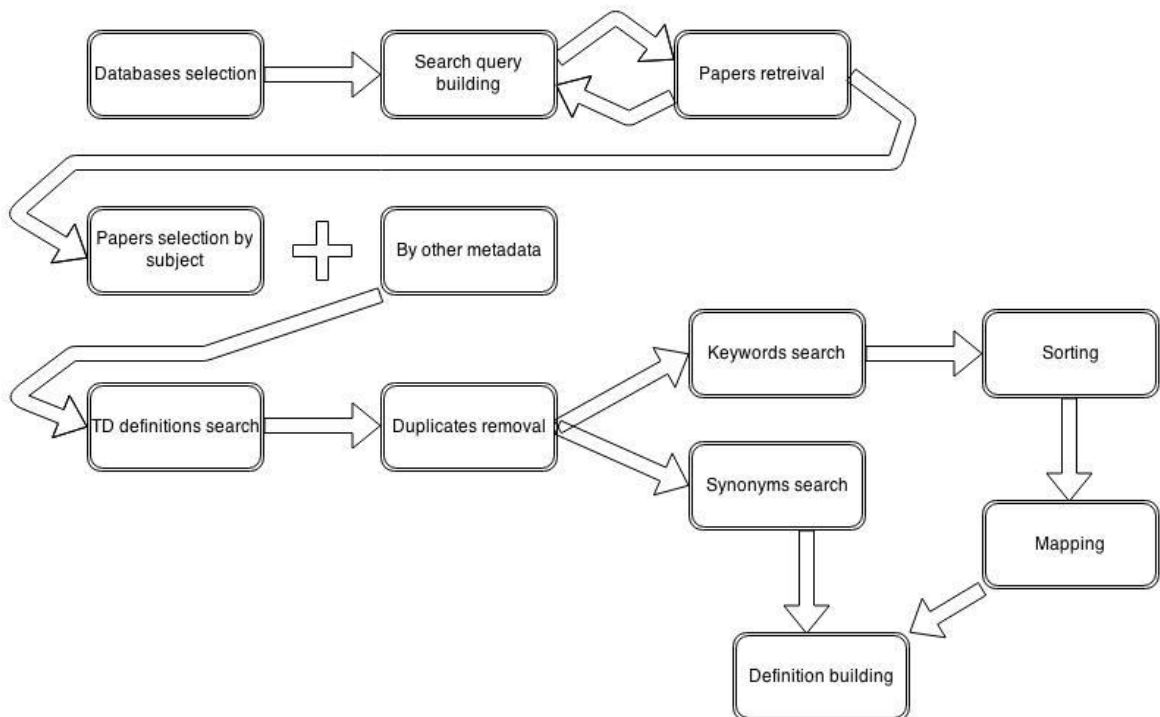 Databases selection
Search query
building
Papers retreival
Papers selection by
subject
By other metadata
Keywords search
Sorting
TD definitions search
Duplicates removal
Synonyms search
Mapping
Definition building